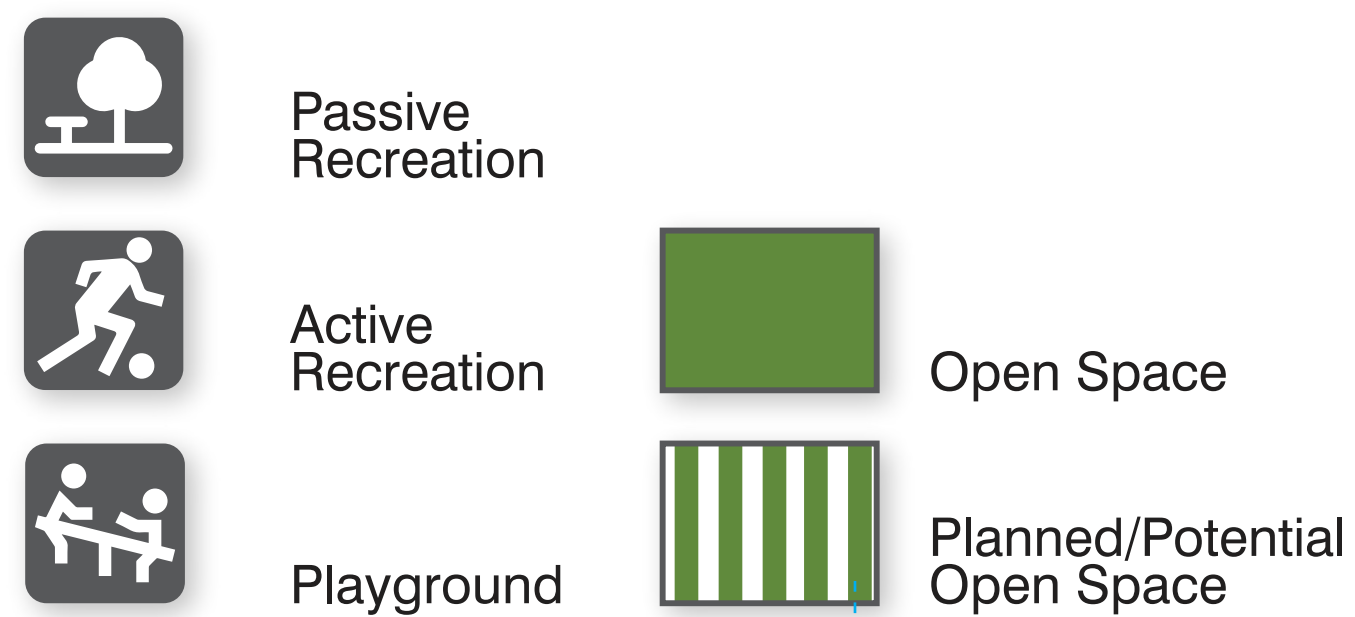 Passive
Recreation
Active
Recreation
Open Space
Playground
Planned/Potential
Open Space